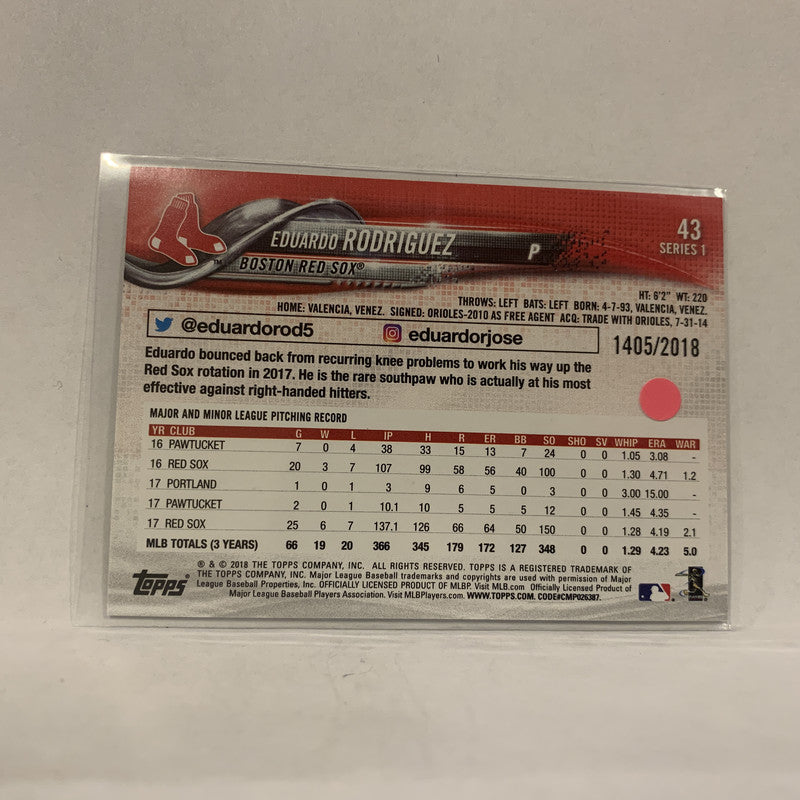 EDUARDO RODRIGUEZ P
BOSTON RED SOX®
43
SERIES 1
HT: 6'2" WT: 220
THROWS: LEFT BATS: LEFT BORN: 4-7-93, VALENCIA, VENEZ.
HOME: VALENCIA, VENEZ. SIGNED: ORIOLES-2010 AS FREE AGENT ACQ: TRADE WITH ORIOLES, 7-31-14
@eduardorod5 eduardorjose
1405/2018
Eduardo bounced back from recurring knee problems to work his way up the
Red Sox rotation in 2017. He is the rare southpaw who is actually at his most
effective against right-handed hitters.
MAJOR AND MINOR LEAGUE PITCHING RECORD
YR CLUB G W L IP H R ER BB SO SHO SV WHIP ERA WAR
16 PAWTUCKET 7 0 4 38 33 15 13 7 24 0 0 1.05 3.08 -
16 RED SOX 20 3 7 107 99 58 56 40 100 0 0 1.30 4.71 1.2
17 PORTLAND 1 0 1 3 9 6 5 0 3 0 0 3.00 15.00 -
17 PAWTUCKET 2 0 1 10.1 10 5 5 5 12 0 0 1.45 4.35 -
17 RED SOX 25 6 7 137.1 126 66 64 50 150 0 0 1.28 4.19 2.1
MLB TOTALS (3 YEARS) 66 19 20 366 345 179 172 127 348 0 0 1.29 4.23 5.0
topps®
® & © 2018 THE TOPPS COMPANY, INC. ALL RIGHTS RESERVED. TOPPS IS A REGISTERED TRADEMARK OF
THE TOPPS COMPANY, INC. Major League Baseball trademarks and copyrights are used with permission of Major
League Baseball Properties, Inc. OFFICIALLY LICENSED PRODUCT OF MLBP. Visit MLB.com Officially Licensed Product of
Major League Baseball Players Association. Visit MLBPlayers.com. WWW.TOPPS.COM. CODE#CMP026387.